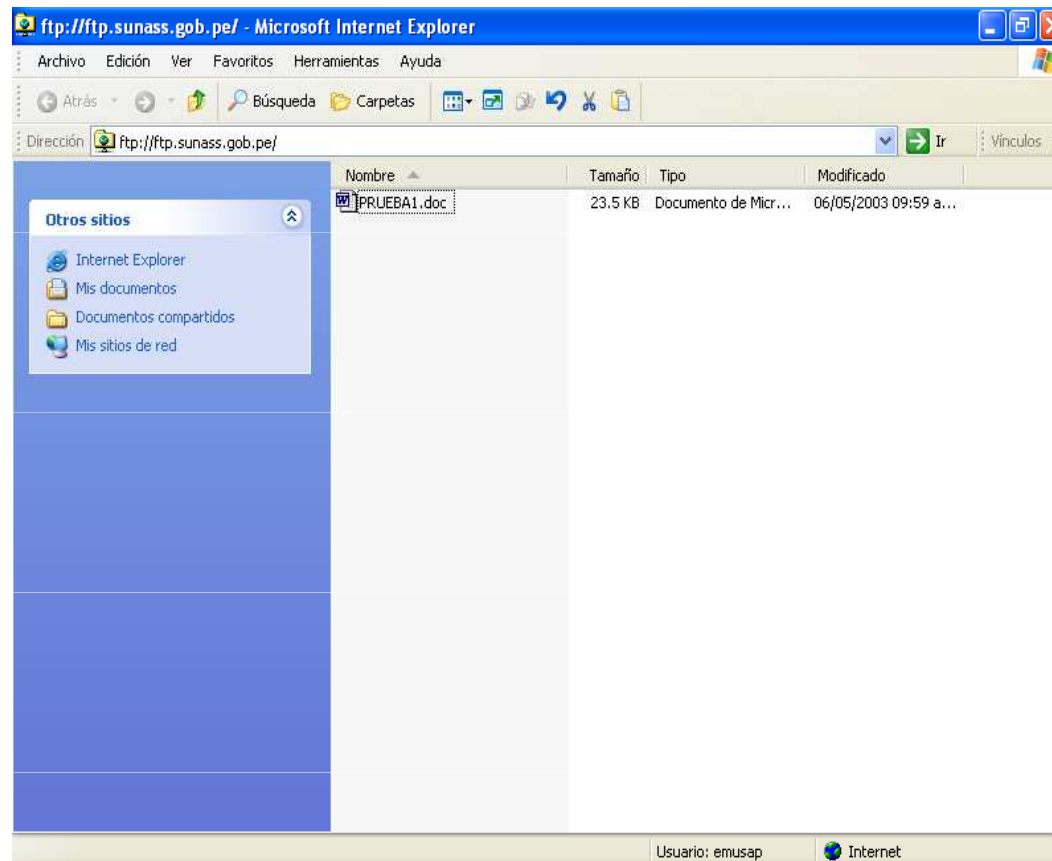 ftp://ftp.sunass.gob.pe/ - Microsoft Internet Explorer
Archivo Edición Ver Favoritos Herramientas Ayuda
Atrás Búsqueda Carpetas
Dirección ftp://ftp.sunass.gob.pe/ Ir Vínculos
Nombre Tamaño Tipo Modificado
PRUEBA1.doc 23.5 KB Documento de Micr... 06/05/2003 09:59 a...
Otros sitios
Internet Explorer
Mis documentos
Documentos compartidos
Mis sitios de red
Usuario: emusap Internet